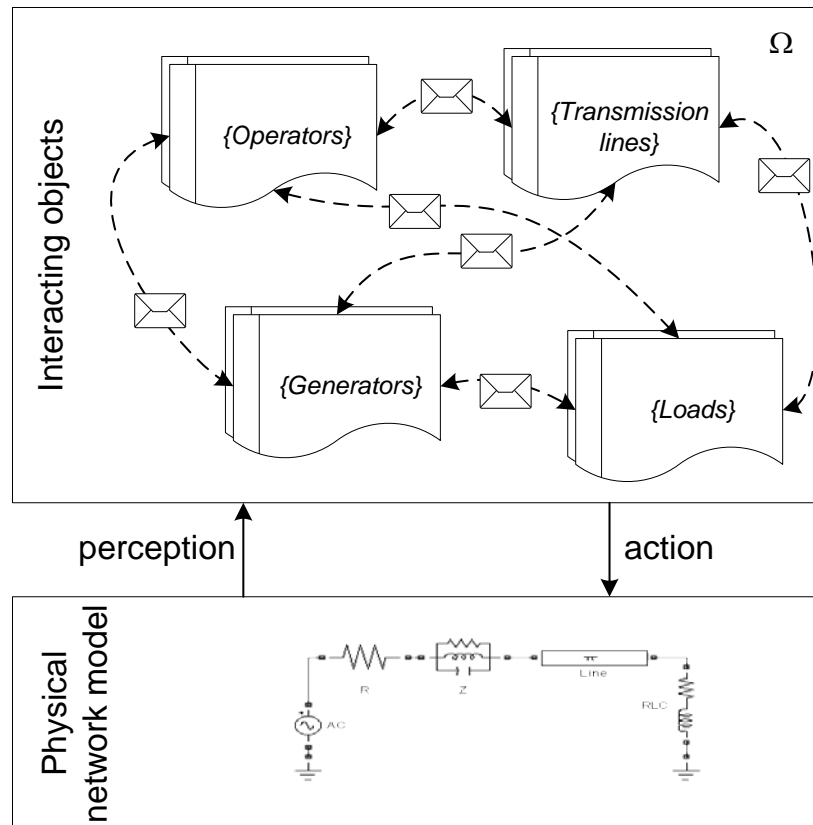 Ω
Interacting objects
{Operators}
{Transmission
lines}
{Generators}
{Loads}
perception
action
Physical
network model
R
Z
π
Line
RLC
AC